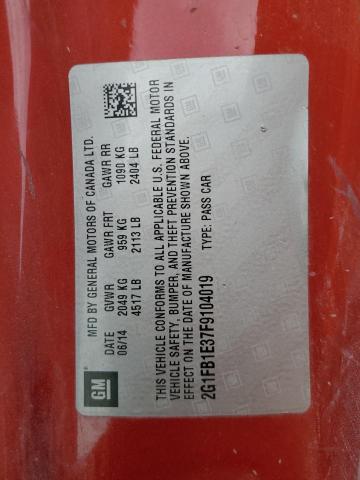 MFD BY GENERAL MOTORS OF CANADA LTD.
DATE GVWR GAWR FRT GAWR RR
06/14 2049 KG 959 KG 1090 KG
4517 LB 2113 LB 2404 LB
THIS VEHICLE CONFORMS TO ALL APPLICABLE U.S. FEDERAL MOTOR
VEHICLE SAFETY, BUMPER, AND THEFT PREVENTION STANDARDS IN
EFFECT ON THE DATE OF MANUFACTURE SHOWN ABOVE.
2G1FB1E37F9104019 TYPE: PASS CAR
GM